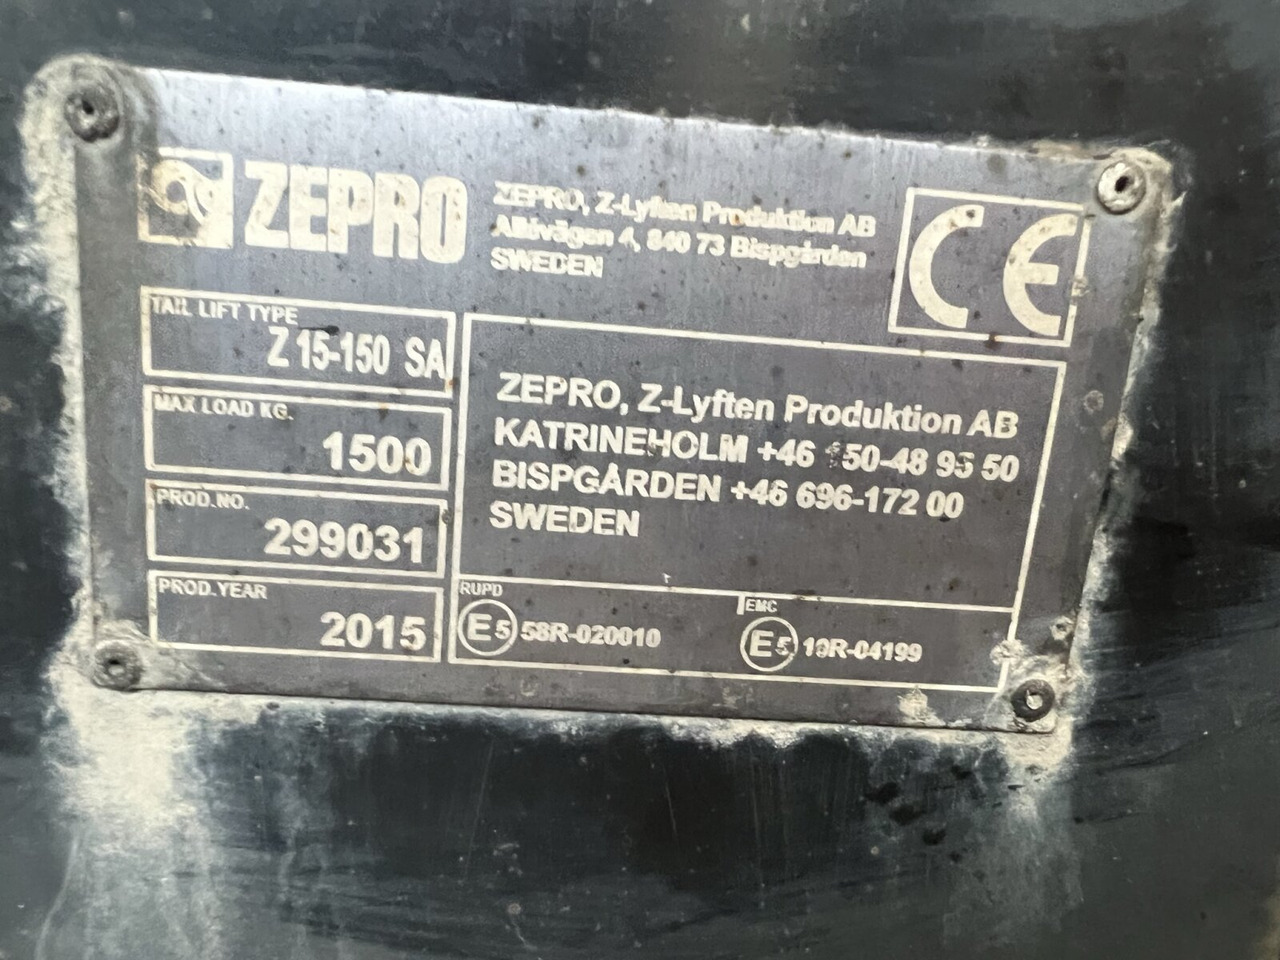 ZEPRO
ZEPRO, Z-Lyften Produktion AB
Allévägen 4, 840 73 Bispgården
SWEDEN
CE
TAIL LIFT TYPE
Z 15-150 SA
MAX LOAD KG.
1500
PROD.NO.
299031
PROD.YEAR
2015
ZEPRO, Z-Lyften Produktion AB
KATRINEHOLM +46 150-48 95 50
BISPGÅRDEN +46 696-172 00
SWEDEN
RUPD
E5 58R-020010
EMC
E5 10R-04199